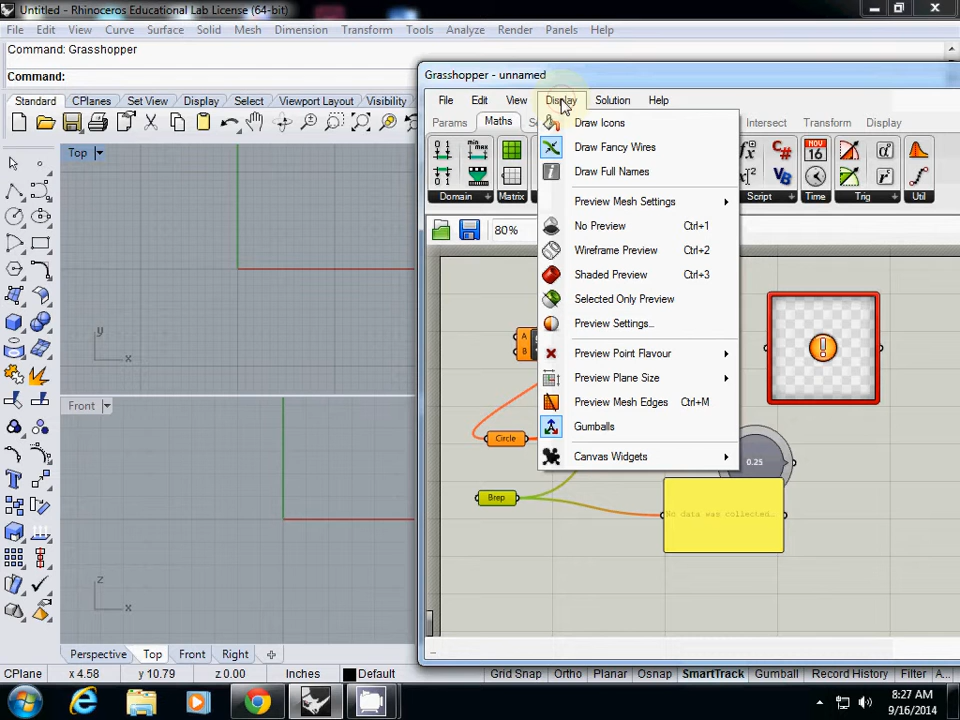 Untitled - Rhinoceros Educational Lab License (64-bit)
File Edit View Curve Surface Solid Mesh Dimension Transform Tools Analyze Render Panels Help
Command: Grasshopper
Command:
Standard CPlanes Set View Display Select Viewport Layout Visibility
Top
y
x
Front
z
x
Perspective Top Front Right
CPlane x 4.58 y 10.79 z 0.00 Inches Default Grid Snap Ortho Planar Osnap SmartTrack Gumball Record History Filter A...
Grasshopper - unnamed
File Edit View Display Solution Help
Params Maths Intersect Transform Display
Domain Matrix Script Time Trig Util
80%
Draw Icons
Draw Fancy Wires
Draw Full Names
Preview Mesh Settings
No Preview Ctrl+1
Wireframe Preview Ctrl+2
Shaded Preview Ctrl+3
Selected Only Preview
Preview Settings...
Preview Point Flavour
Preview Plane Size
Preview Mesh Edges Ctrl+M
Gumballs
Canvas Widgets
A
B
Circle
Brep
0.25
No data was collected...
8:27 AM
9/16/2014